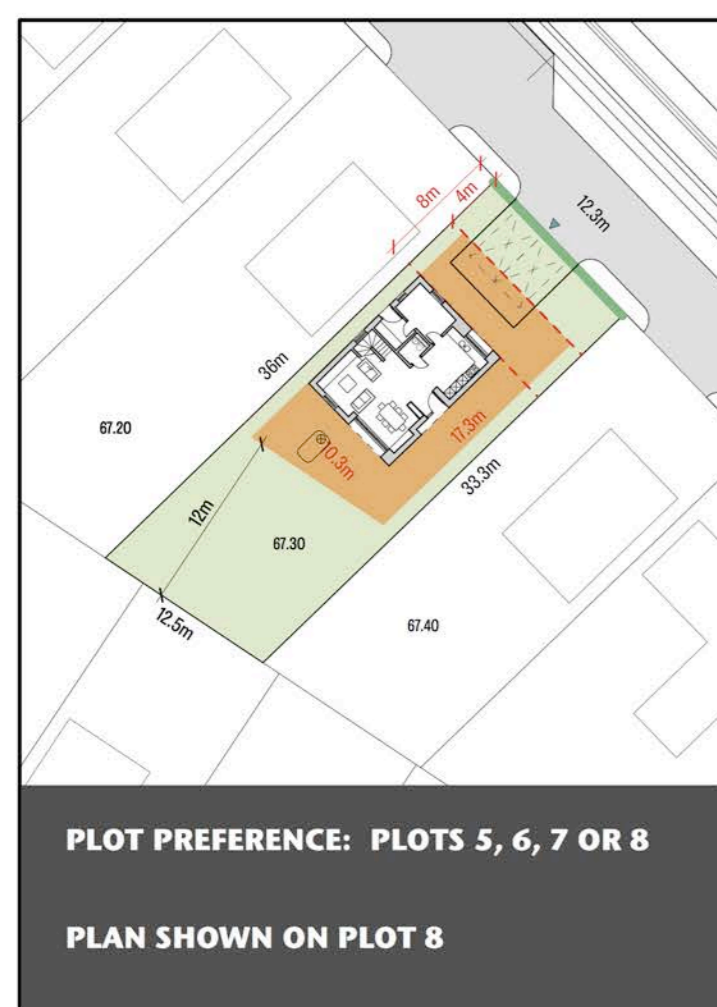 8m
4m
12.3m
36m
67.20
17.3m
10.3m
33.3m
12m
67.30
12.5m
67.40
PLOT PREFERENCE: PLOTS 5, 6, 7 OR 8
PLAN SHOWN ON PLOT 8